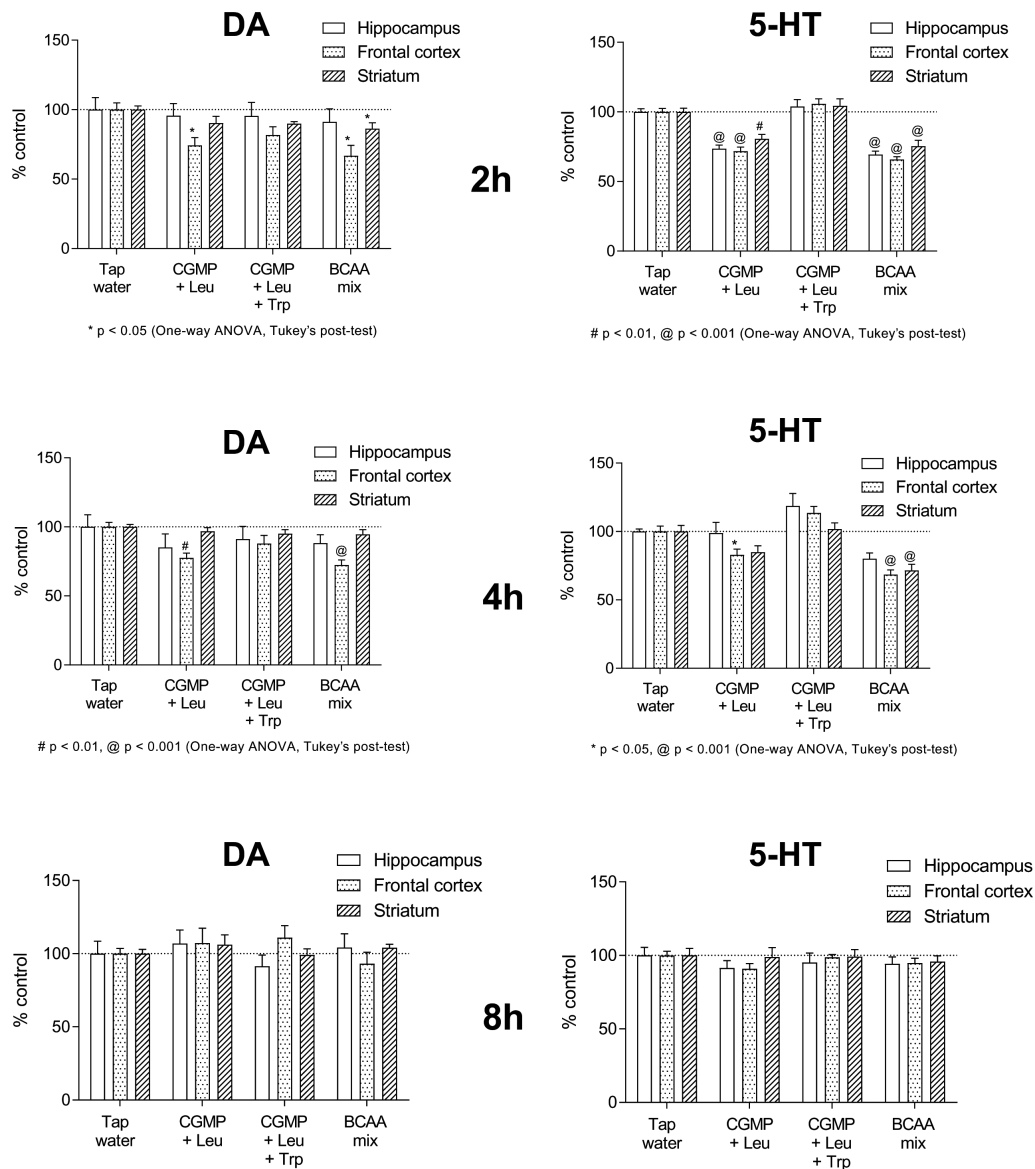 DA
Hippocampus
Frontal cortex
Striatum
150
100
50
0
% control
Tap
water
CGMP
+ Leu
CGMP
+ Leu
+ Trp
BCAA
mix
*
*
*
* p < 0.05 (One-way ANOVA, Tukey's post-test)
2h
5-HT
Hippocampus
Frontal cortex
Striatum
150
100
50
0
% control
@
@
#
@
@
@
Tap
water
CGMP
+ Leu
CGMP
+ Leu
+ Trp
BCAA
mix
# p < 0.01, @ p < 0.001 (One-way ANOVA, Tukey's post-test)
DA
Hippocampus
Frontal cortex
Striatum
150
100
50
0
% control
#
@
Tap
water
CGMP
+ Leu
CGMP
+ Leu
+ Trp
BCAA
mix
# p < 0.01, @ p < 0.001 (One-way ANOVA, Tukey's post-test)
4h
5-HT
Hippocampus
Frontal cortex
Striatum
150
100
50
0
% control
*
@
@
Tap
water
CGMP
+ Leu
CGMP
+ Leu
+ Trp
BCAA
mix
* p < 0.05, @ p < 0.001 (One-way ANOVA, Tukey's post-test)
DA
Hippocampus
Frontal cortex
Striatum
150
100
50
0
% control
Tap
water
CGMP
+ Leu
CGMP
+ Leu
+ Trp
BCAA
mix
8h
5-HT
Hippocampus
Frontal cortex
Striatum
150
100
50
0
% control
Tap
water
CGMP
+ Leu
CGMP
+ Leu
+ Trp
BCAA
mix